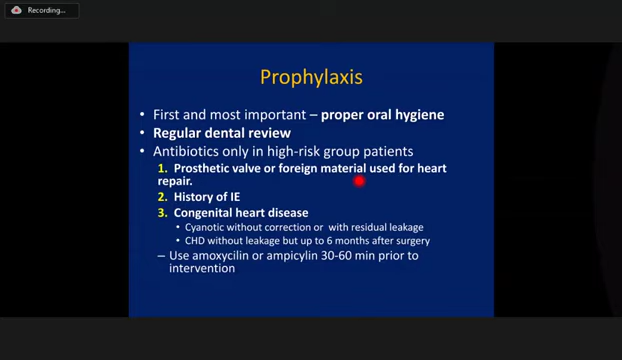 Recording...
Prophylaxis
• First and most important – proper oral hygiene
• Regular dental review
• Antibiotics only in high-risk group patients
1. Prosthetic valve or foreign material used for heart
repair.
2. History of IE
3. Congenital heart disease
• Cyanotic without correction or with residual leakage
• CHD without leakage but up to 6 months after surgery
– Use amoxycilin or ampicylin 30-60 min prior to
intervention